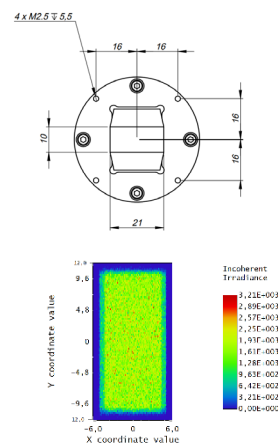 4 x M2.5 ↧ 5,5
16 16
16
10
16
21
12.0
9,6
4,8
0
-4,8
-9,6
-12.0
-6,0 0 6,0
Y coordinate value
X coordinate value
Incoherent
Irradiance
3,21E+003
2,89E+003
2,57E+003
2,25E+003
1,93E+003
1,61E+003
1,28E+003
9,63E+002
6,42E+002
3,21E+002
0,00E+000